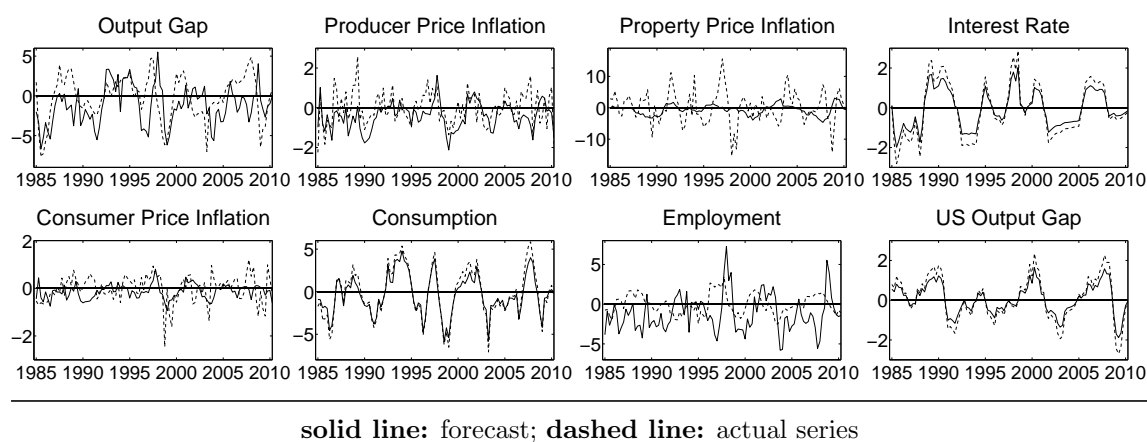 Output Gap
Producer Price Inflation
Property Price Inflation
Interest Rate
5
0
−5
1985 1990 1995 2000 2005 2010
2
0
−2
1985 1990 1995 2000 2005 2010
10
0
−10
1985 1990 1995 2000 2005 2010
2
0
−2
1985 1990 1995 2000 2005 2010
Consumer Price Inflation
Consumption
Employment
US Output Gap
2
0
−2
1985 1990 1995 2000 2005 2010
5
0
−5
1985 1990 1995 2000 2005 2010
5
0
−5
1985 1990 1995 2000 2005 2010
2
0
−2
1985 1990 1995 2000 2005 2010
solid line: forecast; dashed line: actual series